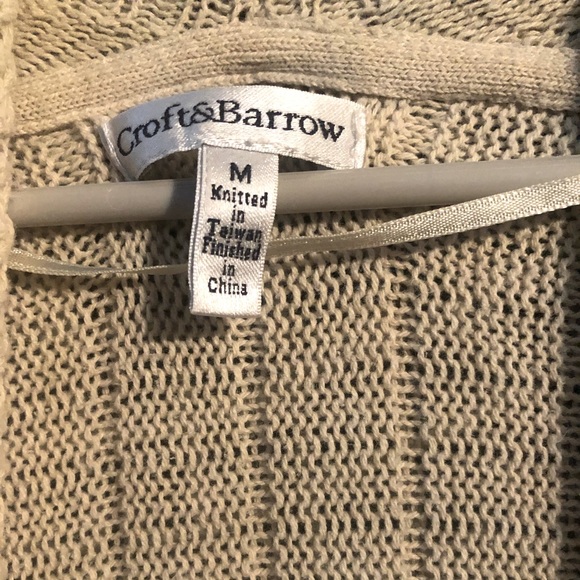 Croft&Barrow
M
Knitted
in
Taiwan
Finished
in
China